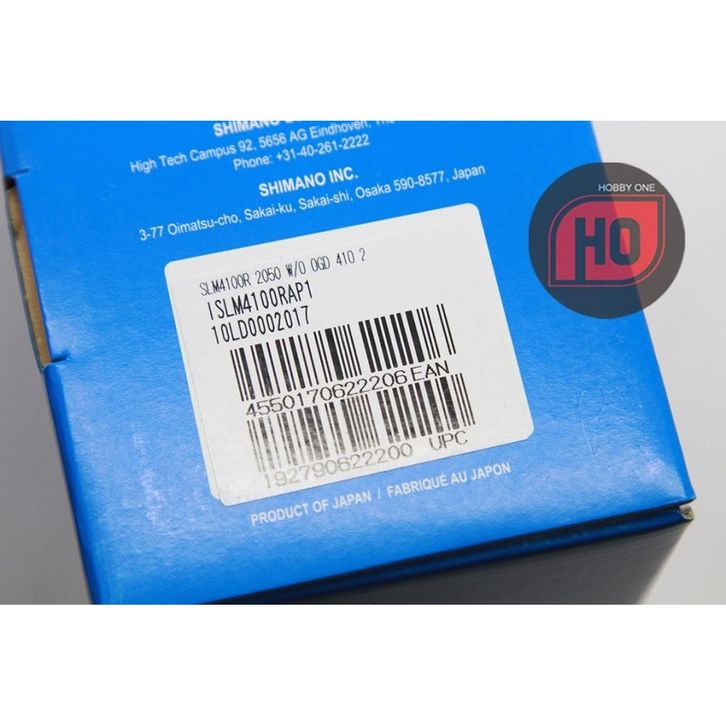 SHIMANO
High Tech Campus 92, 5656 AG Eindhoven, The
Phone: +31-40-261-2222
SHIMANO INC.
3-77 Oimatsu-cho, Sakai-ku, Sakai-shi, Osaka 590-8577, Japan
HOBBY ONE
HO
SLM4100R 2050 W/O OGD 410 2
ISLM4100RAP1
10LD0002017
4550170622206 EAN
192790622200 UPC
PRODUCT OF JAPAN / FABRIQUÉ AU JAPON